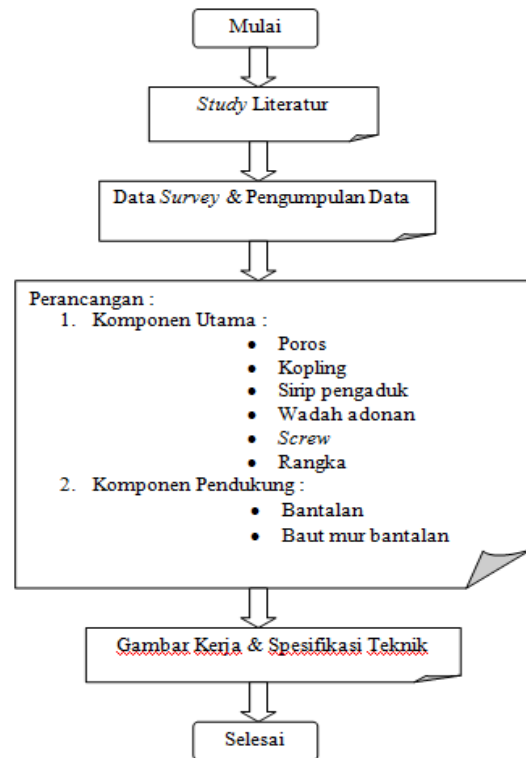 Mulai
Study Literatur
Data Survey & Pengumpulan Data
Perancangan :
1. Komponen Utama :
• Poros
• Kopling
• Sirip pengaduk
• Wadah adonan
• Screw
• Rangka
2. Komponen Pendukung :
• Bantalan
• Baut mur bantalan
Gambar Kerja & Spesifikasi Teknik
Selesai